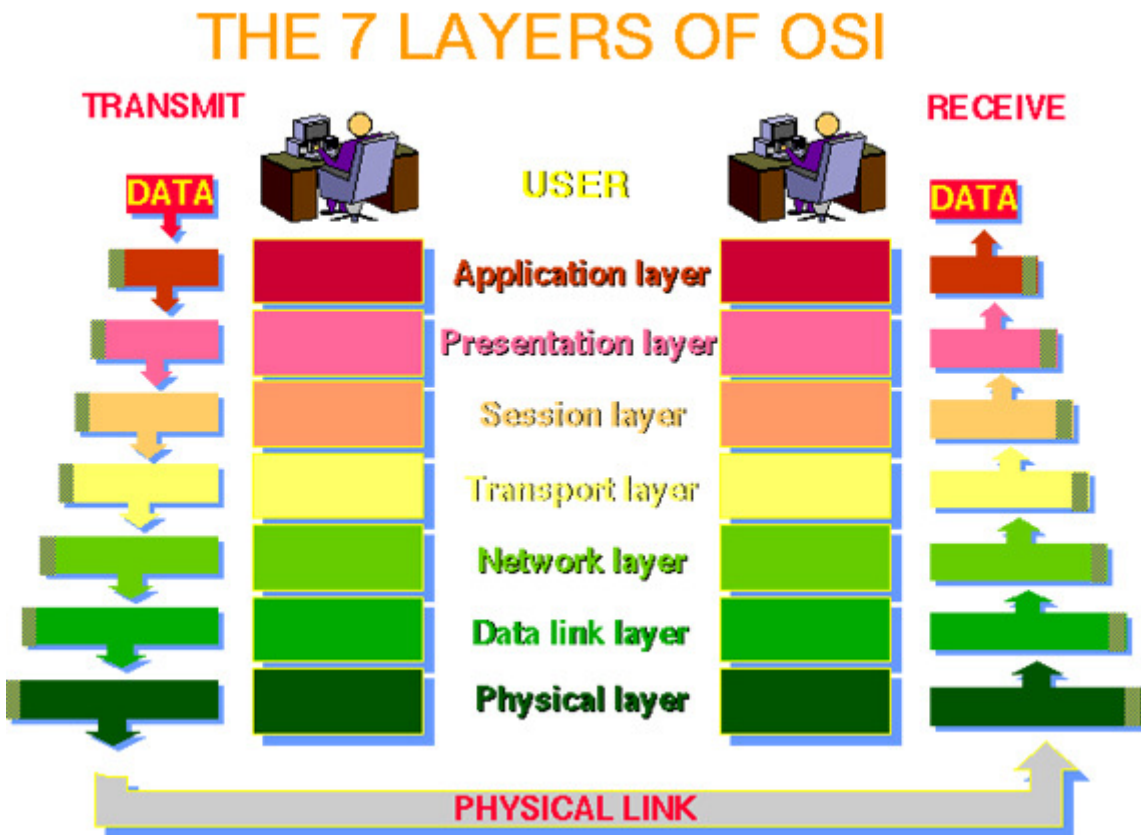 THE 7 LAYERS OF OSI
TRANSMIT
RECEIVE
DATA
USER
DATA
Application layer
Presentation layer
Session layer
Transport layer
Network layer
Data link layer
Physical layer
PHYSICAL LINK